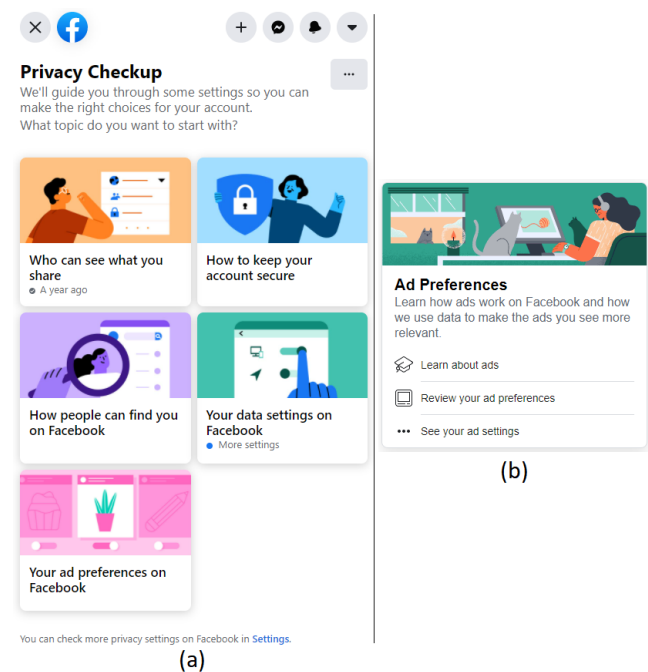 Privacy Checkup
We'll guide you through some settings so you can
make the right choices for your account.
What topic do you want to start with?
Who can see what you
share
A year ago
How to keep your
account secure
How people can find you
on Facebook
Your data settings on
Facebook
More settings
Your ad preferences on
Facebook
You can check more privacy settings on Facebook in Settings.
(a)
Ad Preferences
Learn how ads work on Facebook and how
we use data to make the ads you see more
relevant.
Learn about ads
Review your ad preferences
See your ad settings
(b)